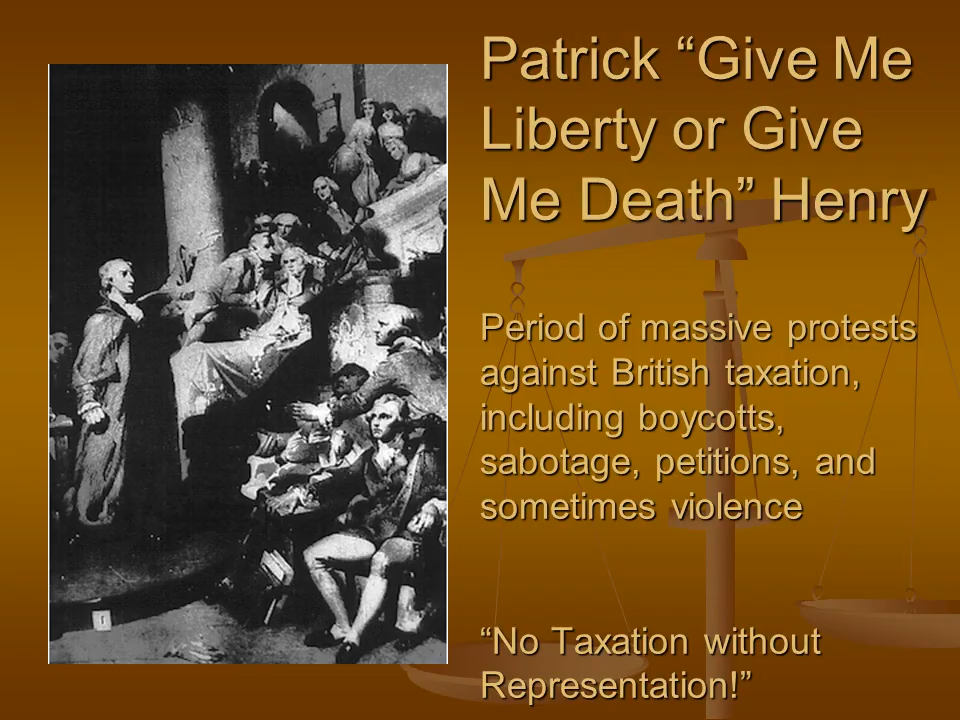 Patrick “Give Me
Liberty or Give
Me Death” Henry
Period of massive protests
against British taxation,
including boycotts,
sabotage, petitions, and
sometimes violence
“No Taxation without
Representation!”